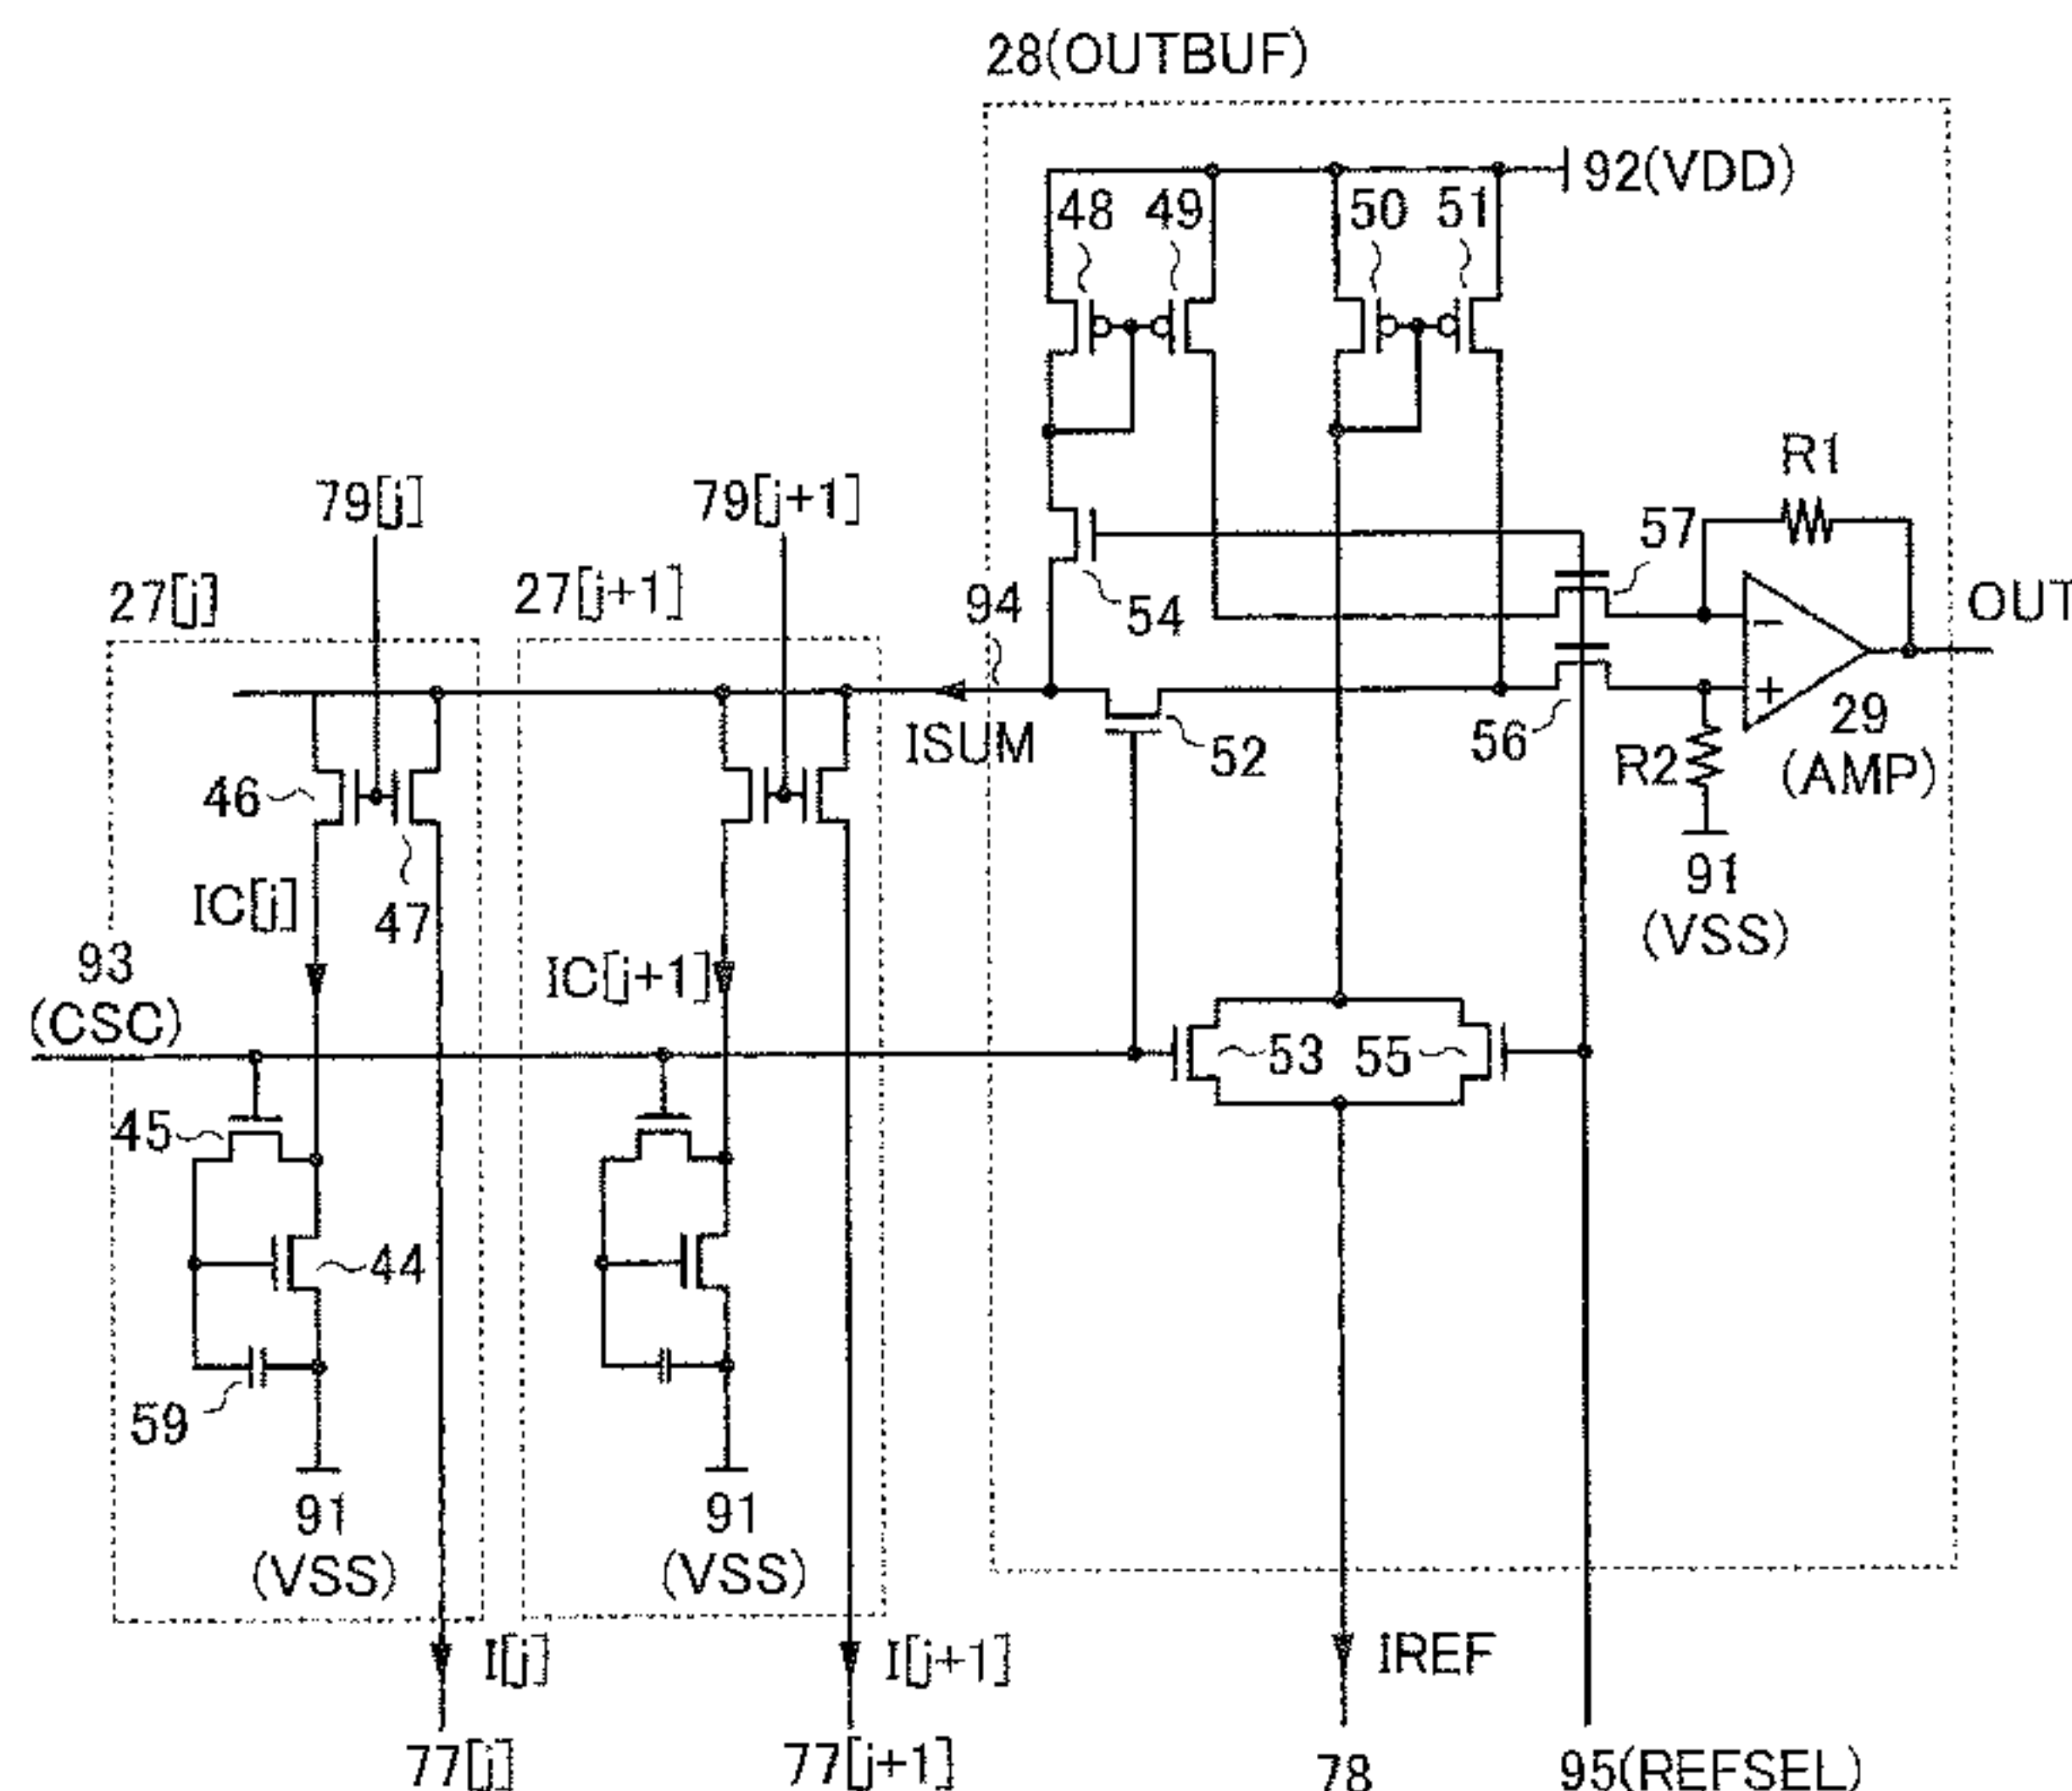 28(OUTBUF)
92(VDD)
48 49 50 51
R1
79[j] 79[j+1]
57
27[j] 27[j+1] 94 54 OUT
ISUM 52 56 R2 29
(AMP)
46
47
IC[j]
91
(VSS)
93
(CSC)
IC[j+1]
53 55
45
44
59
91
(VSS)
91
(VSS)
I[j] I[j+1] IREF
77[j] 77[j+1] 78 95(REFSEL)